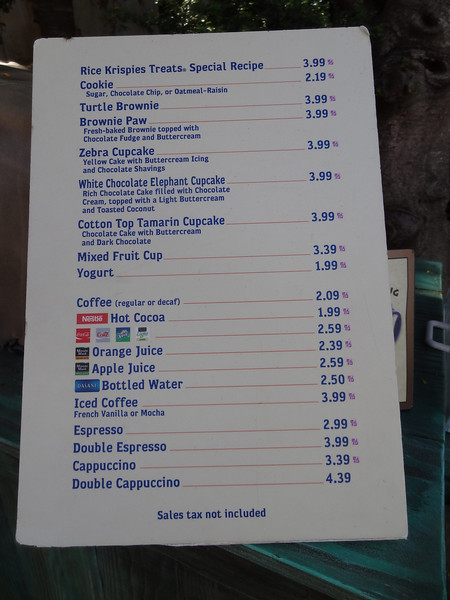 Rice Krispies Treats® Special Recipe 3.99
Cookie 2.19
Sugar, Chocolate Chip, or Oatmeal-Raisin
Turtle Brownie 3.99
Brownie Paw 3.99
Fresh-baked Brownie topped with
Chocolate Fudge and Buttercream
Zebra Cupcake 3.99
Yellow Cake with Buttercream Icing
and Chocolate Shavings
White Chocolate Elephant Cupcake 3.99
Rich Chocolate Cake filled with Chocolate
Cream, topped with a Light Buttercream
and Toasted Coconut
Cotton Top Tamarin Cupcake 3.99
Chocolate Cake with Buttercream
and Dark Chocolate
Mixed Fruit Cup 3.39
Yogurt 1.99
Coffee (regular or decaf) 2.09
Nestlé Hot Cocoa 1.99
2.59
Orange Juice 2.39
Apple Juice 2.59
DASANI Bottled Water 2.50
Iced Coffee 3.99
French Vanilla or Mocha
Espresso 2.99
Double Espresso 3.99
Cappuccino 3.39
Double Cappuccino 4.39
Sales tax not included